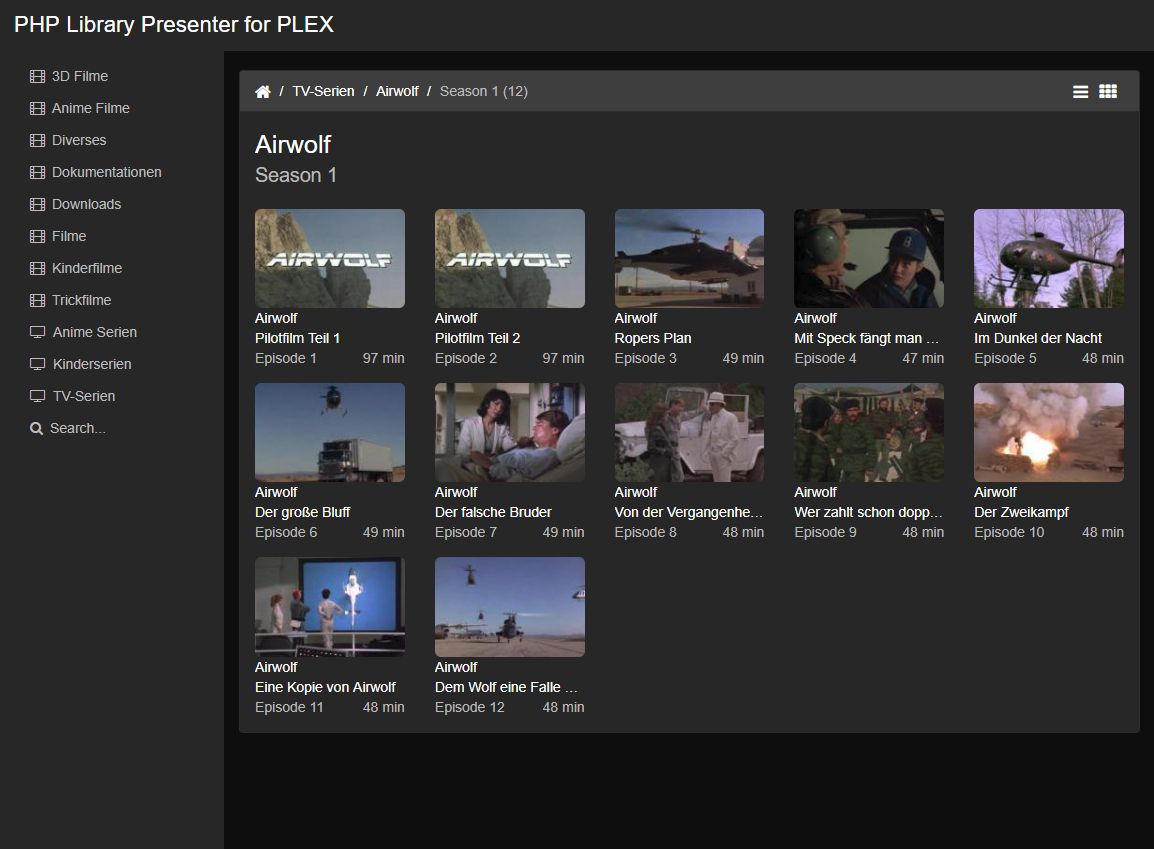 PHP Library Presenter for PLEX
3D Filme
Anime Filme
Diverses
Dokumentationen
Downloads
Filme
Kinderfilme
Trickfilme
Anime Serien
Kinderserien
TV-Serien
Search...
/ TV-Serien / Airwolf / Season 1 (12)
Airwolf
Season 1
AIRWOLF
Airwolf
Pilotfilm Teil 1
Episode 1 97 min
AIRWOLF
Airwolf
Pilotfilm Teil 2
Episode 2 97 min
Airwolf
Ropers Plan
Episode 3 49 min
Airwolf
Mit Speck fängt man ...
Episode 4 47 min
Airwolf
Im Dunkel der Nacht
Episode 5 48 min
Airwolf
Der große Bluff
Episode 6 49 min
Airwolf
Der falsche Bruder
Episode 7 49 min
Airwolf
Von der Vergangenhe...
Episode 8 48 min
Airwolf
Wer zahlt schon dopp...
Episode 9 48 min
Airwolf
Der Zweikampf
Episode 10 48 min
Airwolf
Eine Kopie von Airwolf
Episode 11 48 min
Airwolf
Dem Wolf eine Falle ...
Episode 12 48 min